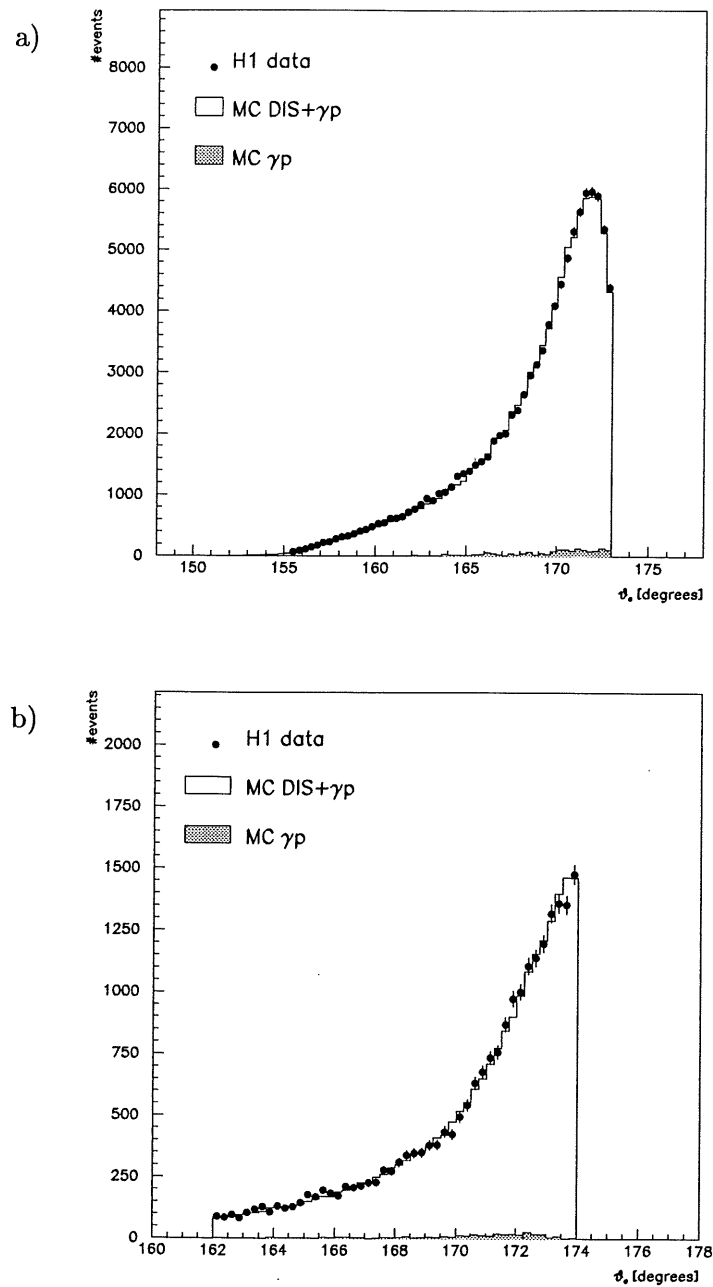 a)
#events
8000
7000
6000
5000
4000
3000
2000
1000
0
H1 data
MC DIS+γp
MC γp
150 155 160 165 170 175
ϑₑ [degrees]
b)
#events
2000
1750
1500
1250
1000
750
500
250
0
H1 data
MC DIS+γp
MC γp
160 162 164 166 168 170 172 174 176 178
ϑₑ [degrees]